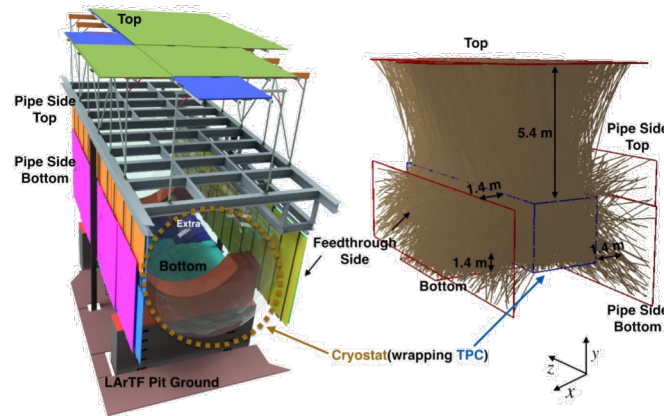 Top
Pipe Side
Top
Pipe Side
Bottom
Extra
Bottom
LArTF Pit Ground
Feedthrough
Side
Cryostat(wrapping TPC)
Top
5.4 m
Pipe Side
Top
1.4 m
1.4 m
1.4 m
Bottom
Pipe Side
Bottom
y
z
x